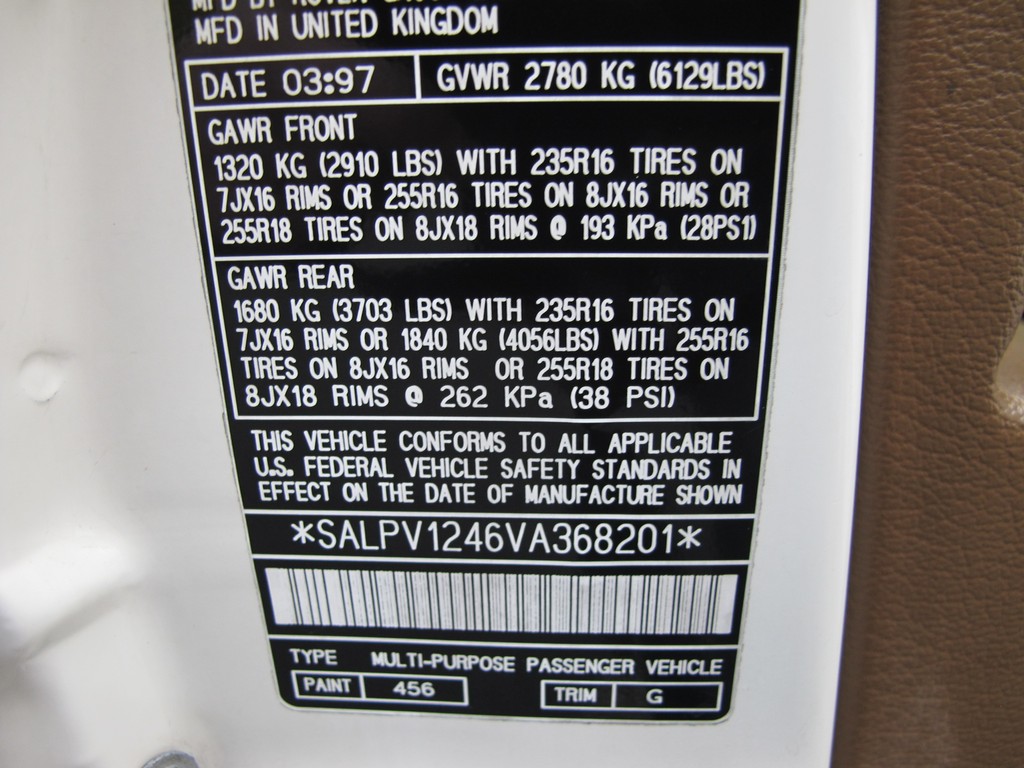 MFD BY ROVER
MFD IN UNITED KINGDOM
DATE 03:97 GVWR 2780 KG (6129LBS)
GAWR FRONT
1320 KG (2910 LBS) WITH 235R16 TIRES ON
7JX16 RIMS OR 255R16 TIRES ON 8JX16 RIMS OR
255R18 TIRES ON 8JX18 RIMS @ 193 KPa (28PS1)
GAWR REAR
1680 KG (3703 LBS) WITH 235R16 TIRES ON
7JX16 RIMS OR 1840 KG (4056LBS) WITH 255R16
TIRES ON 8JX16 RIMS OR 255R18 TIRES ON
8JX18 RIMS @ 262 KPa (38 PSI)
THIS VEHICLE CONFORMS TO ALL APPLICABLE
U.S. FEDERAL VEHICLE SAFETY STANDARDS IN
EFFECT ON THE DATE OF MANUFACTURE SHOWN
*SALPV1246VA368201*
TYPE MULTI-PURPOSE PASSENGER VEHICLE
PAINT 456 TRIM G